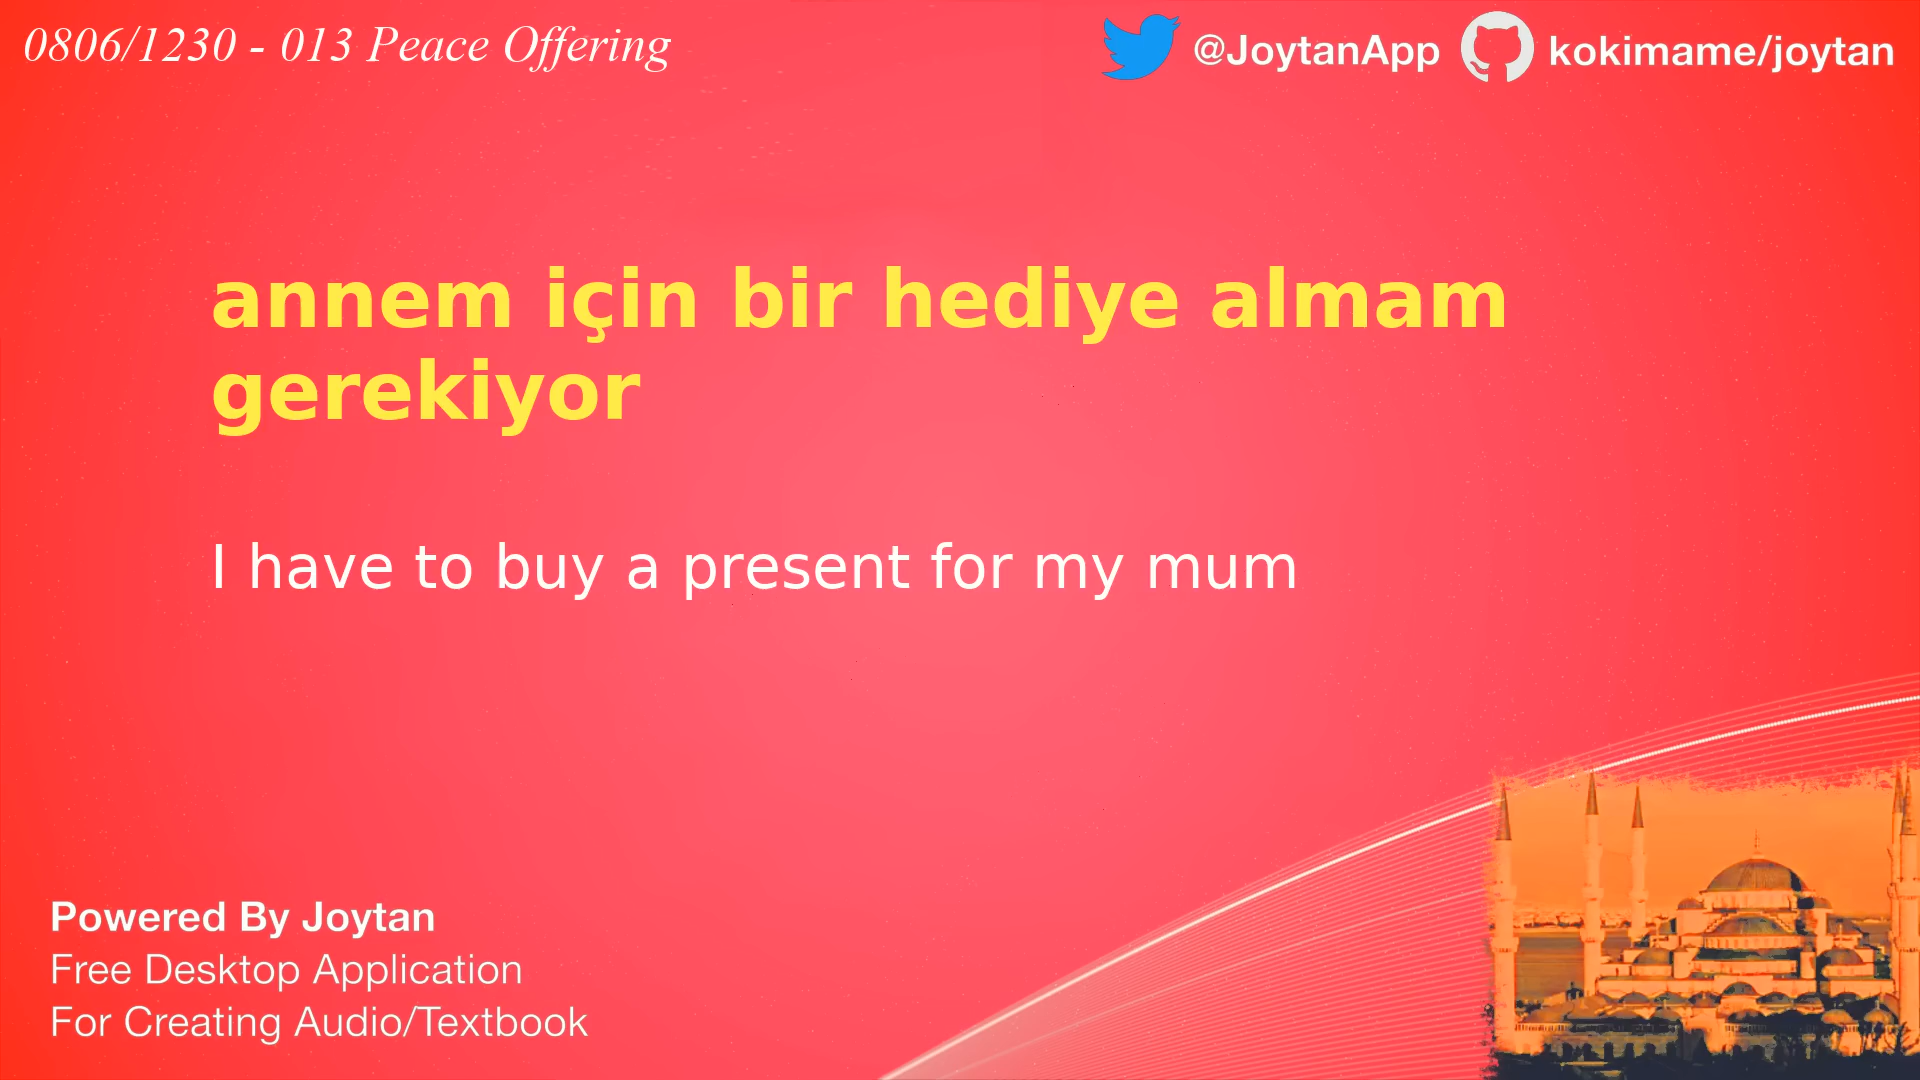 0806/1230 - 013 Peace Offering
@JoytanApp
kokimame/joytan
annem için bir hediye almam
gerekiyor
I have to buy a present for my mum
Powered By Joytan
Free Desktop Application
For Creating Audio/Textbook